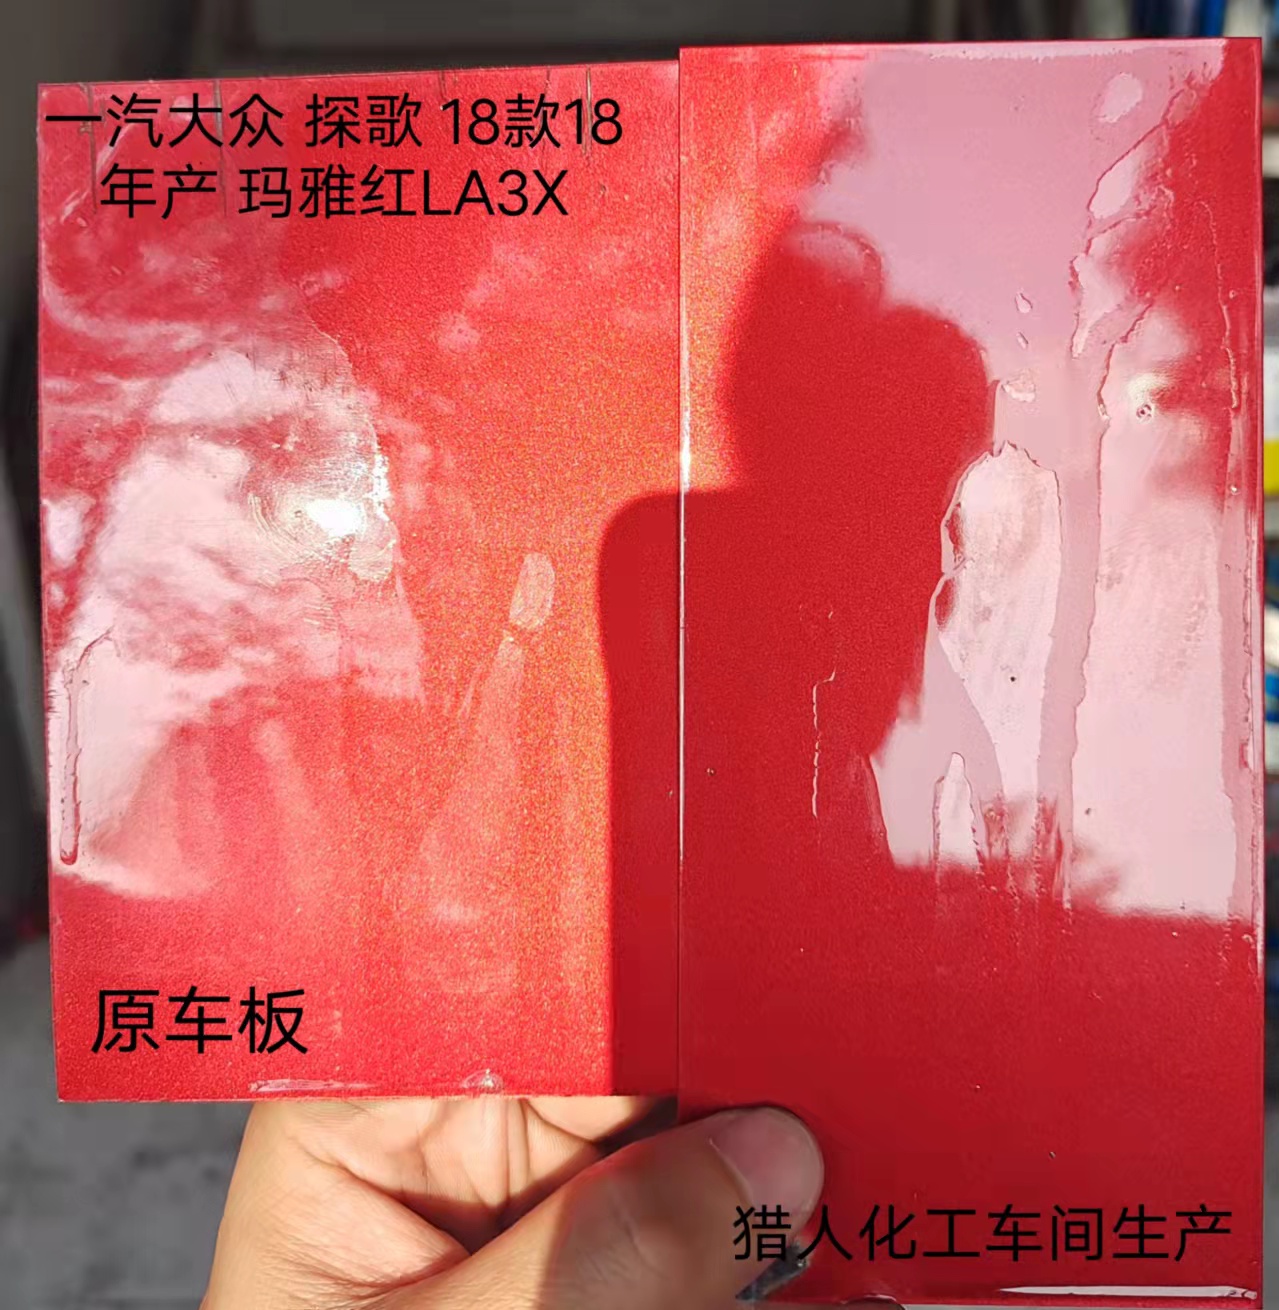 一汽大众 探歌 18款18
年产 玛雅红LA3X
原车板
猎人化工车间生产